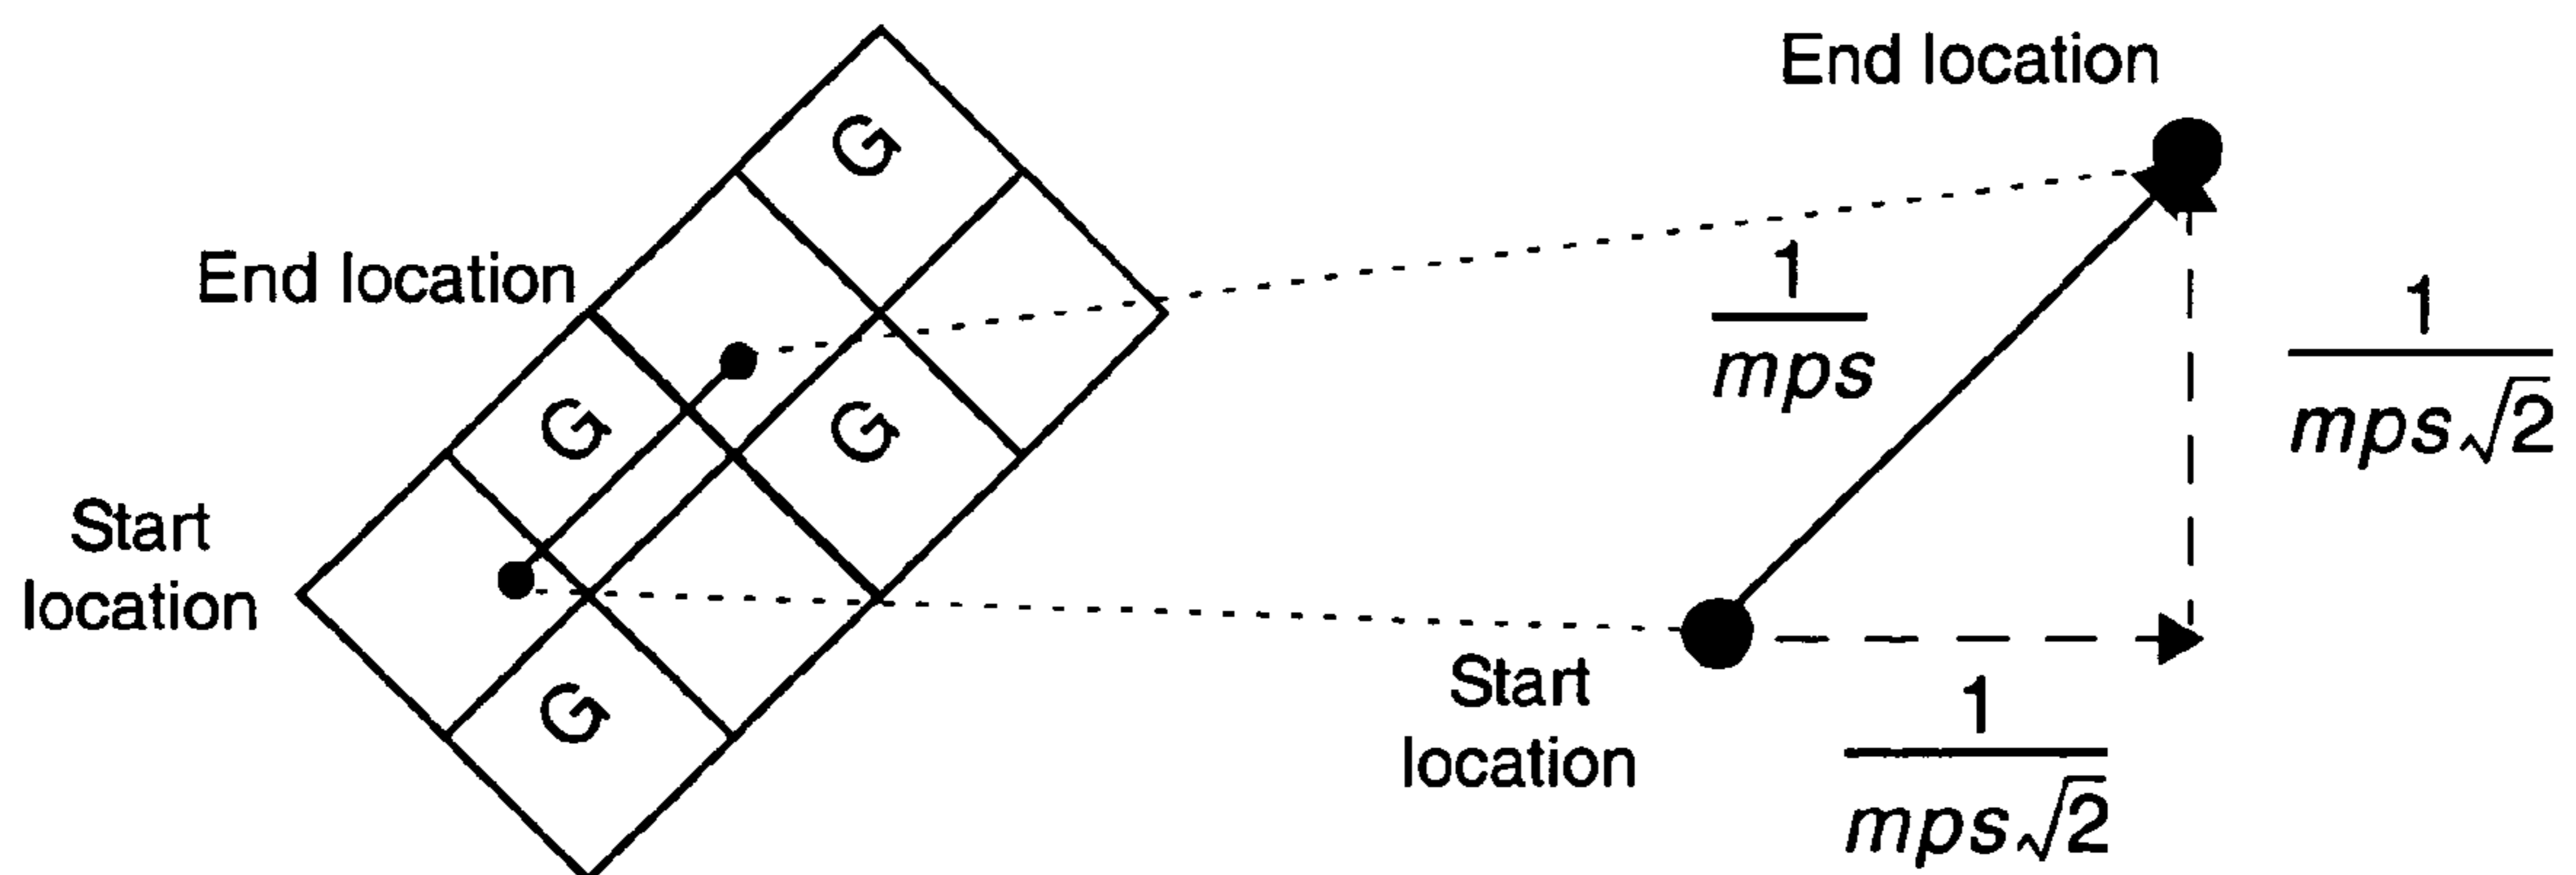 End location
G
End location
1
mps
1
mps√2
G
G
Start
location
Start
location
1
mps√2
G